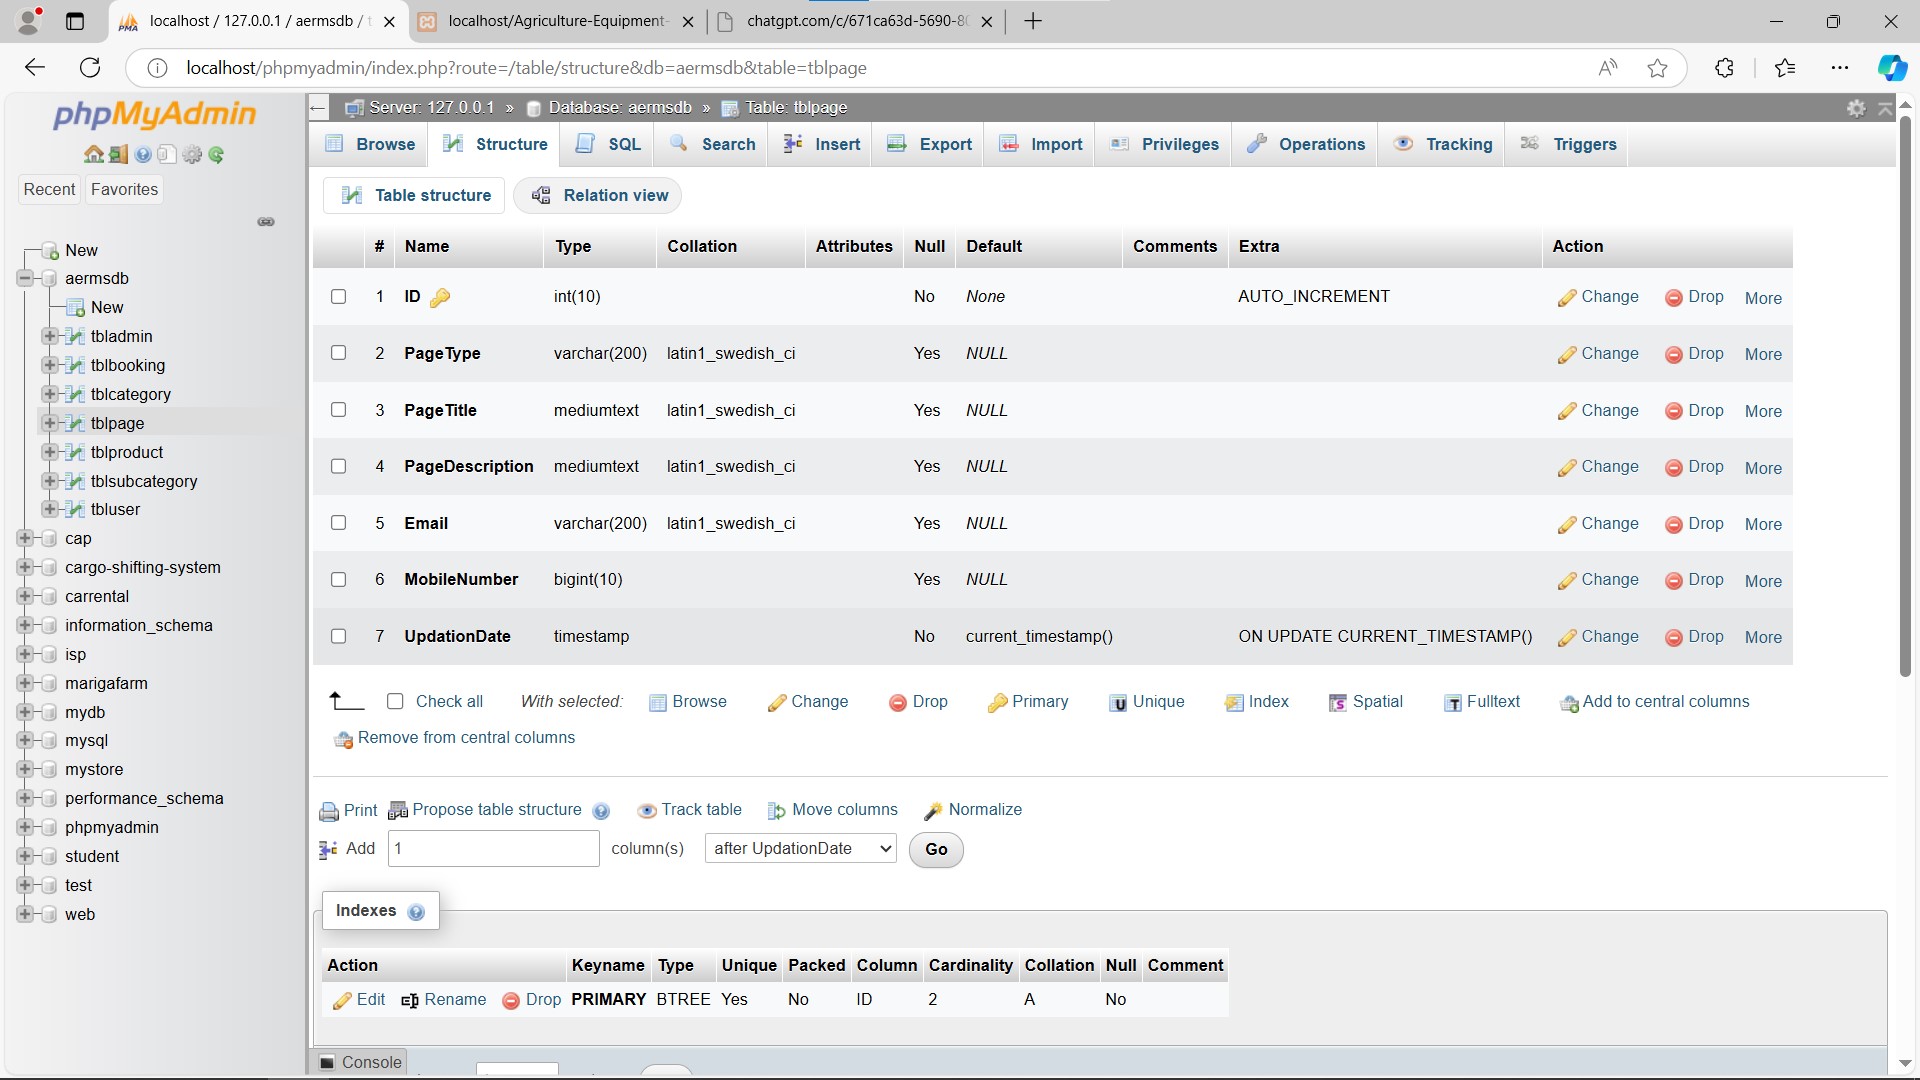 localhost / 127.0.0.1 / aermsdb / t
localhost/Agriculture-Equipment-
chatgpt.com/c/671ca63d-5690-80
localhost/phpmyadmin/index.php?route=/table/structure&db=aermsdb&table=tblpage
phpMyAdmin
Recent Favorites
New
aermsdb
New
tbladmin
tblbooking
tblcategory
tblpage
tblproduct
tblsubcategory
tbluser
cap
cargo-shifting-system
carrental
information_schema
isp
marigafarm
mydb
mysql
mystore
performance_schema
phpmyadmin
student
test
web
Server: 127.0.0.1 » Database: aermsdb » Table: tblpage
Browse Structure SQL Search Insert Export Import Privileges Operations Tracking Triggers
Table structure Relation view
# Name Type Collation Attributes Null Default Comments Extra Action
1 ID int(10) No None AUTO_INCREMENT Change Drop More
2 PageType varchar(200) latin1_swedish_ci Yes NULL Change Drop More
3 PageTitle mediumtext latin1_swedish_ci Yes NULL Change Drop More
4 PageDescription mediumtext latin1_swedish_ci Yes NULL Change Drop More
5 Email varchar(200) latin1_swedish_ci Yes NULL Change Drop More
6 MobileNumber bigint(10) Yes NULL Change Drop More
7 UpdationDate timestamp No current_timestamp() ON UPDATE CURRENT_TIMESTAMP() Change Drop More
Check all With selected: Browse Change Drop Primary Unique Index Spatial Fulltext Add to central columns
Remove from central columns
Print Propose table structure Track table Move columns Normalize
Add 1 column(s) after UpdationDate Go
Indexes
Action Keyname Type Unique Packed Column Cardinality Collation Null Comment
Edit Rename Drop PRIMARY BTREE Yes No ID 2 A No
Console